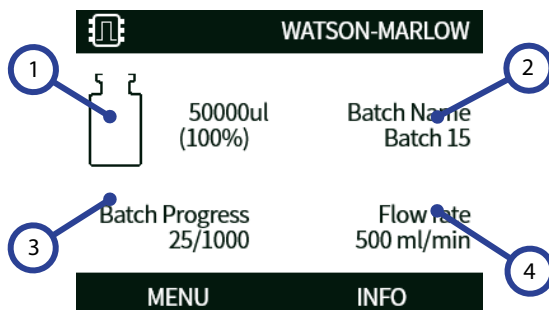 WATSON-MARLOW
1
2
50000ul
(100%)
Batch Name
Batch 15
3
Batch Progress
25/1000
Flow rate
500 ml/min
4
MENU
INFO